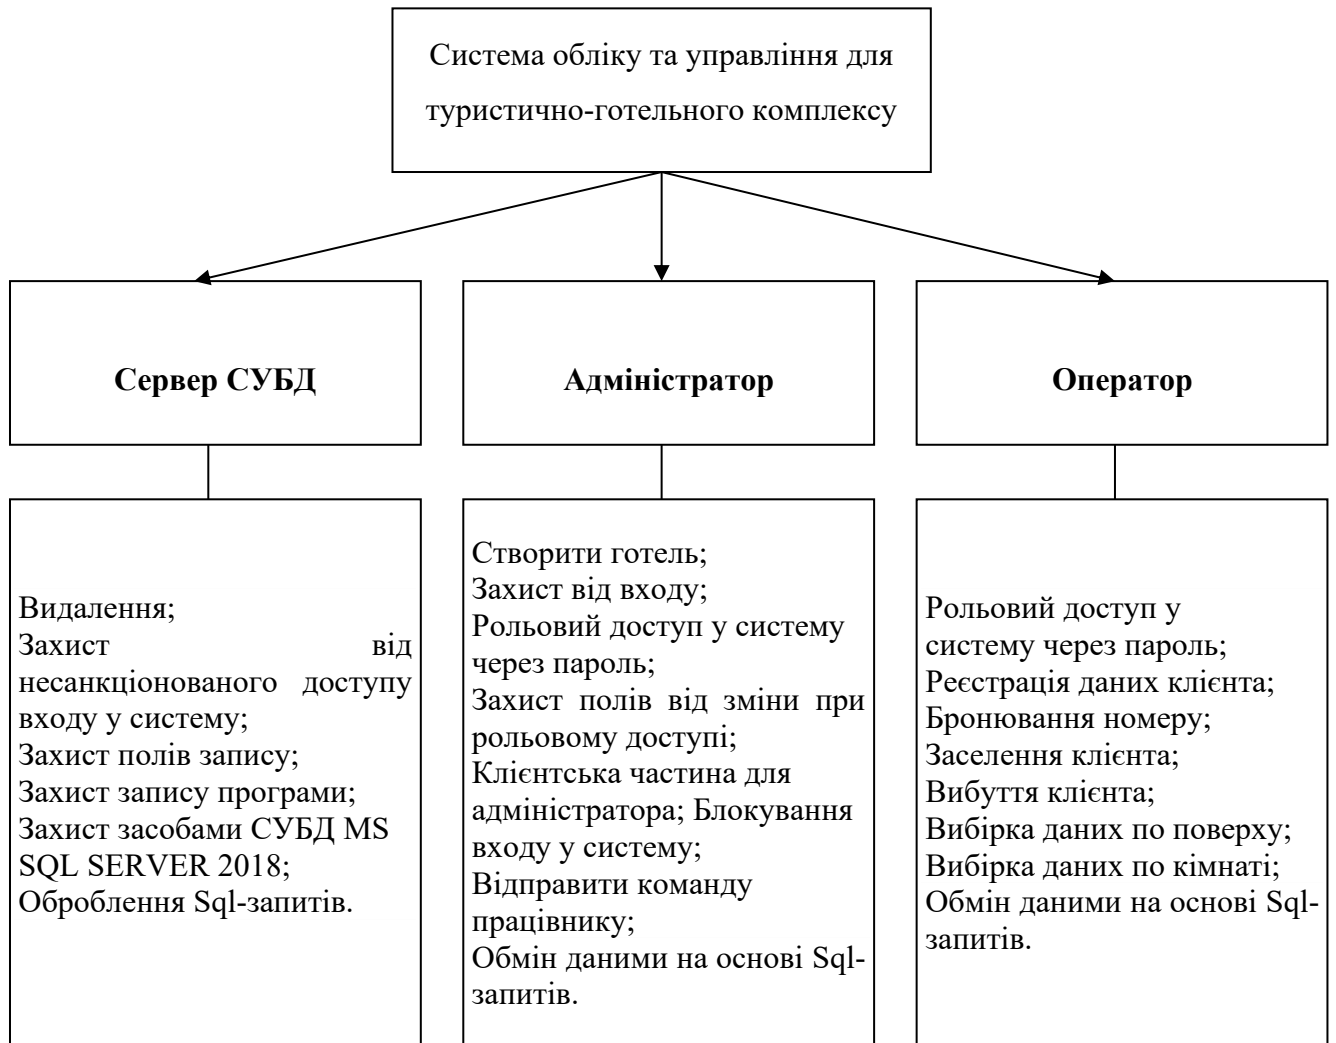 Система обліку та управління для
туристично-готельного комплексу
Сервер СУБД
Адміністратор
Оператор
Видалення;
Захист від
несанкціонованого доступу
входу у систему;
Захист полів запису;
Захист запису програми;
Захист засобами СУБД MS
SQL SERVER 2018;
Оброблення Sql-запитів.
Створити готель;
Захист від входу;
Рольовий доступ у систему
через пароль;
Захист полів від зміни при
рольовому доступі;
Клієнтська частина для
адміністратора; Блокування
входу у систему;
Відправити команду
працівнику;
Обмін даними на основі Sql-
запитів.
Рольовий доступ у
систему через пароль;
Реєстрація даних клієнта;
Бронювання номеру;
Заселення клієнта;
Вибуття клієнта;
Вибірка даних по поверху;
Вибірка даних по кімнаті;
Обмін даними на основі Sql-
запитів.